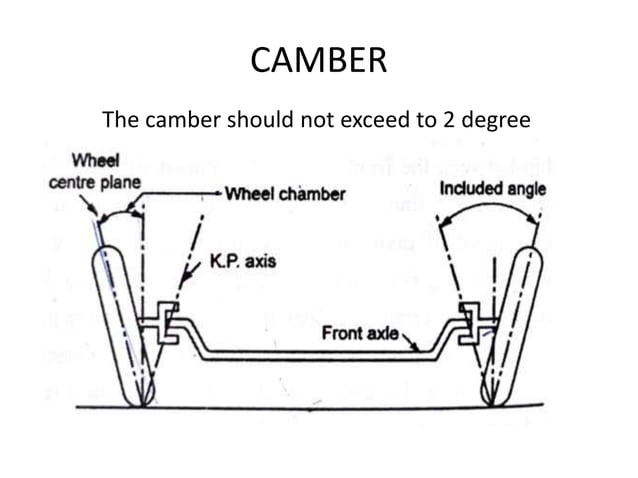 CAMBER
The camber should not exceed to 2 degree
Wheel
centre plane
Wheel chamber
Included angle
K.P. axis
Front axle